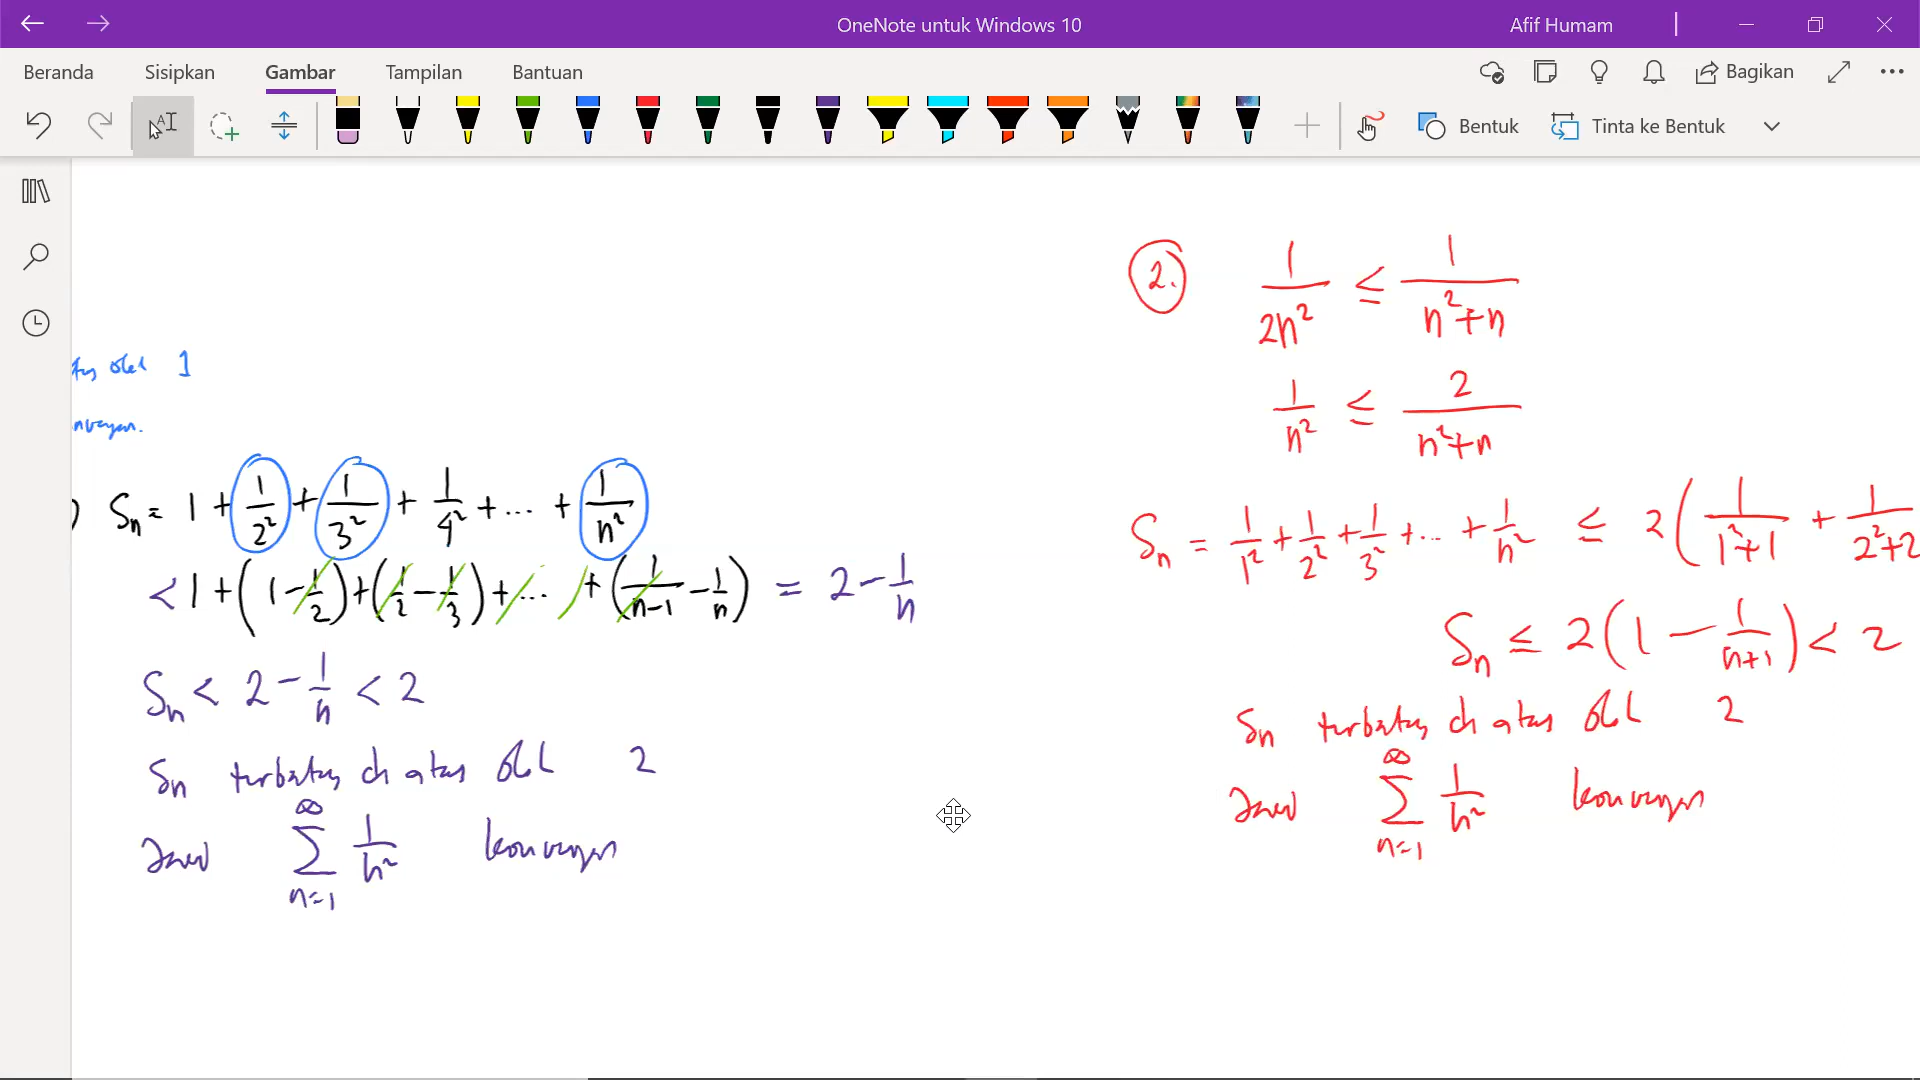 OneNote untuk Windows 10
Afif Humam
Beranda Sisipkan Gambar Tampilan Bantuan
Bagikan
Bentuk Tinta ke Bentuk
oleh 1
Sn = 1 + 1/2² + 1/3² + 1/4² + ... + 1/n²
< 1 + (1 - 1/2) + (1/2 - 1/3) + ... + (1/n-1 - 1/n) = 2 - 1/n
Sn < 2 - 1/n < 2
Sn terbatas di atas oleh 2
Jadi ∑ n=1 ∞ 1/n² konvergen
2. 1/2n² ≤ 1/n²+n
1/n² ≤ 2/n²+n
Sn = 1/1² + 1/2² + 1/3² + ... + 1/n² ≤ 2( 1/1²+1 + 1/2²+2
Sn ≤ 2(1 - 1/n+1) < 2
Sn terbatas di atas oleh 2
Jadi ∑ n=1 ∞ 1/n² konvergen